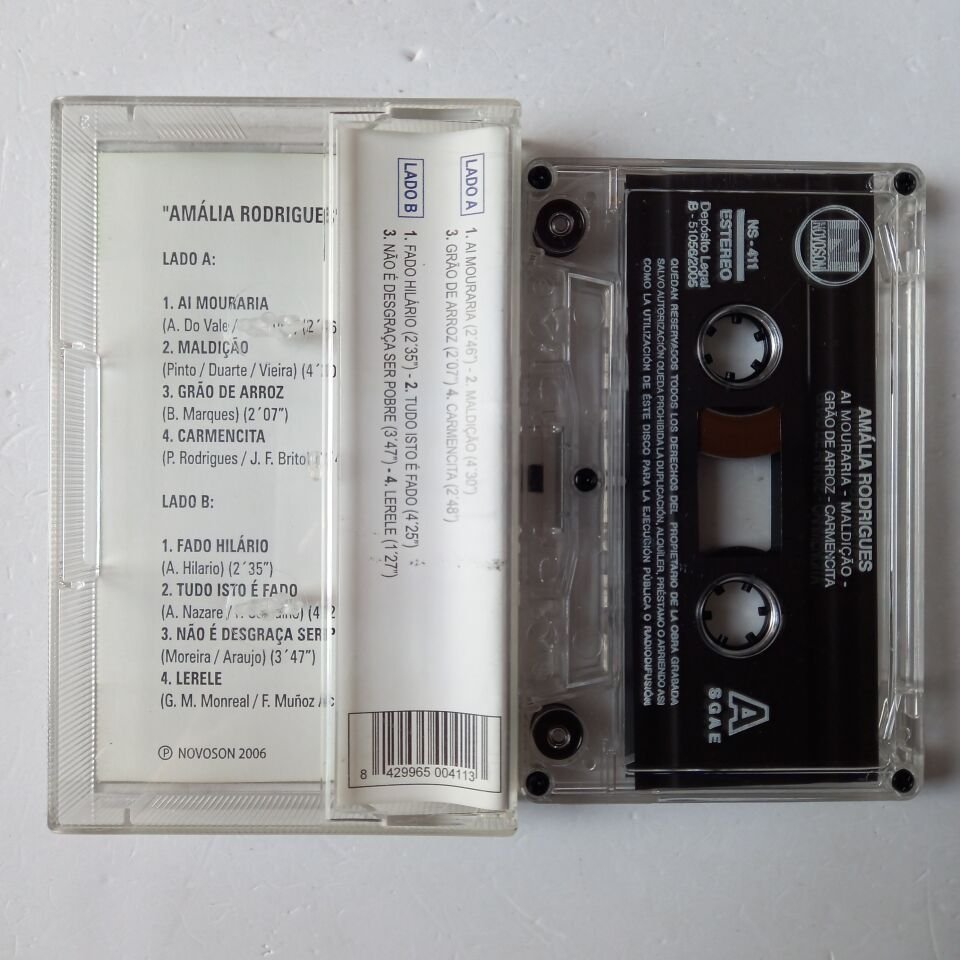 "AMÁLIA RODRIGUES"
LADO A:
1. AI MOURARIA
(A. Do Vale /
2. MALDIÇÃO
(Pinto / Duarte / Vieira) (4´
3. GRÃO DE ARROZ
(B. Marques) (2´07")
4. CARMENCITA
(P. Rodrigues / J. F. Brito)
LADO B:
1. FADO HILÁRIO
(A. Hilario) (2´35")
2. TUDO ISTO É FADO
(A. Nazare /
3. NÃO É DESGRAÇA SER P
(Moreira / Araujo) (3´47")
4. LERELE
(G. M. Monreal / F. Muñoz Ac
Ⓟ NOVOSON 2006
LADO A
1. AI MOURARIA (2´46") - 2. MALDIÇÃO (4´30")
3. GRÃO DE ARROZ (2´07") 4. CARMENCITA (2´48")
LADO B
1. FADO HILÁRIO (2´35") - 2. TUDO ISTO É FADO (4´25")
3. NÃO É DESGRAÇA SER POBRE (3´47") - 4. LERELE (1´27")
8 429965 004113
NOVOSON
AMÁLIA RODRIGUES
AI MOURARIA - MALDIÇÃO -
GRÃO DE ARROZ - CARMENCITA
NS - 411
ESTEREO
Depósito Legal
B - 51056/2005
QUEDAN RESERVADOS TODOS LOS DERECHOS DEL PROPIETARIO DE LA OBRA GRABADA
SALVO AUTORIZACIÓN QUEDA PROHIBIDA LA DUPLICACIÓN, ALQUILER, PRÉSTAMO O ARRIENDO ASI
COMO LA UTILIZACIÓN DE ÉSTE DISCO PARA LA EJECUCIÓN PÚBLICA O RADIODIFUSIÓN
A
SGAE